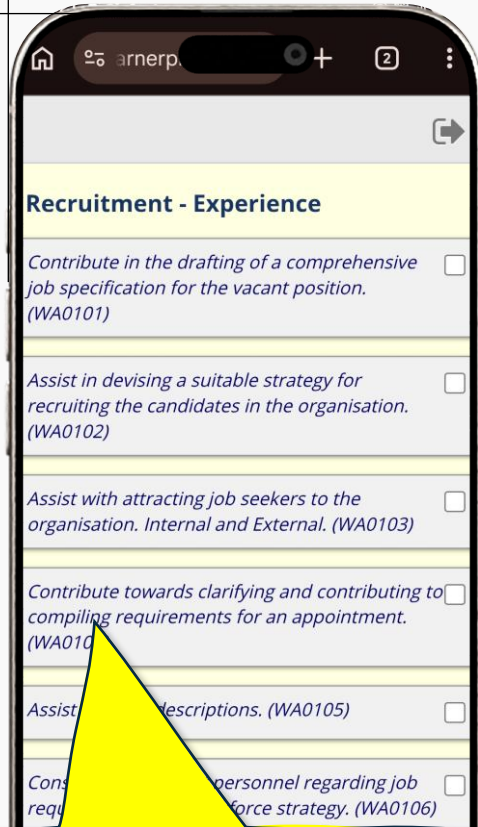 arnerp
2
Recruitment - Experience
Contribute in the drafting of a comprehensive
job specification for the vacant position.
(WA0101)
Assist in devising a suitable strategy for
recruiting the candidates in the organisation.
(WA0102)
Assist with attracting job seekers to the
organisation. Internal and External. (WA0103)
Contribute towards clarifying and contributing to
compiling requirements for an appointment.
(WA010
Assist descriptions. (WA0105)
Cons personnel regarding job
requ force strategy. (WA0106)